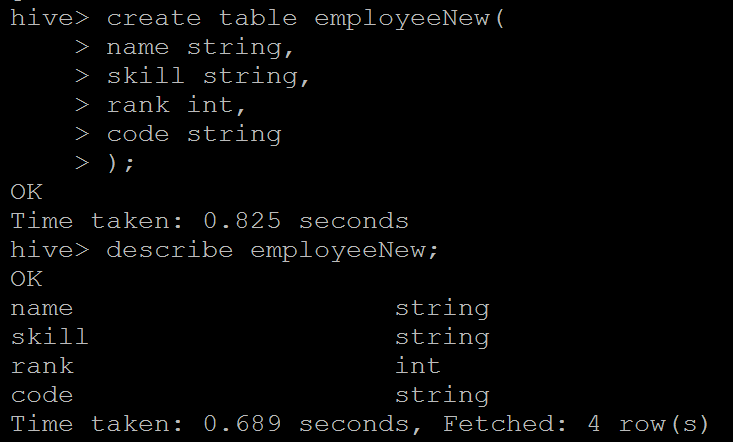 hive> create table employeeNew(
    > name string,
    > skill string,
    > rank int,
    > code string
    > );
OK
Time taken: 0.825 seconds
hive> describe employeeNew;
OK
name                    string
skill                   string
rank                    int
code                    string
Time taken: 0.689 seconds, Fetched: 4 row(s)